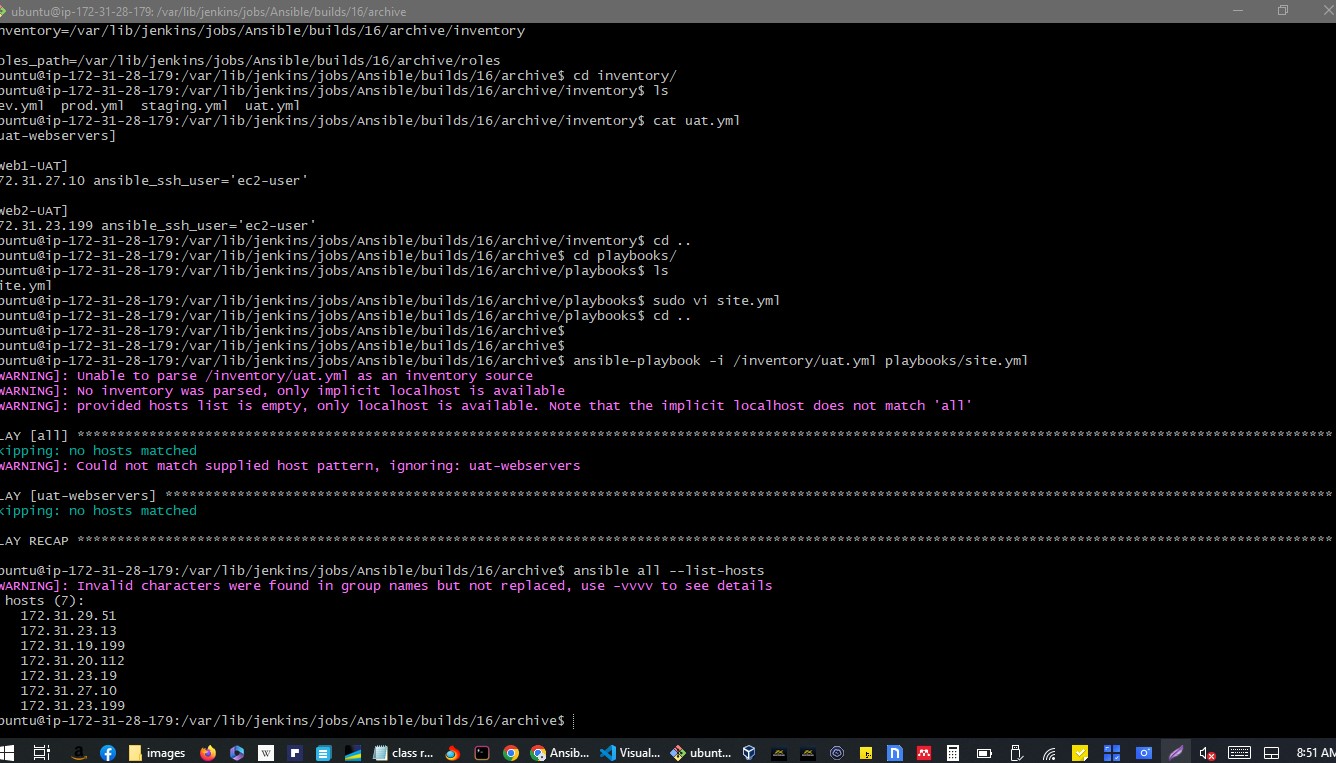 ubuntu@ip-172-31-28-179: /var/lib/jenkins/jobs/Ansible/builds/16/archive
nventory=/var/lib/jenkins/jobs/Ansible/builds/16/archive/inventory
oles_path=/var/lib/jenkins/jobs/Ansible/builds/16/archive/roles
buntu@ip-172-31-28-179:/var/lib/jenkins/jobs/Ansible/builds/16/archive$ cd inventory/
buntu@ip-172-31-28-179:/var/lib/jenkins/jobs/Ansible/builds/16/archive/inventory$ ls
ev.yml  prod.yml  staging.yml  uat.yml
buntu@ip-172-31-28-179:/var/lib/jenkins/jobs/Ansible/builds/16/archive/inventory$ cat uat.yml
uat-webservers]
Web1-UAT]
72.31.27.10 ansible_ssh_user='ec2-user'
Web2-UAT]
72.31.23.199 ansible_ssh_user='ec2-user'
buntu@ip-172-31-28-179:/var/lib/jenkins/jobs/Ansible/builds/16/archive/inventory$ cd ..
buntu@ip-172-31-28-179:/var/lib/jenkins/jobs/Ansible/builds/16/archive$ cd playbooks/
buntu@ip-172-31-28-179:/var/lib/jenkins/jobs/Ansible/builds/16/archive/playbooks$ ls
ite.yml
buntu@ip-172-31-28-179:/var/lib/jenkins/jobs/Ansible/builds/16/archive/playbooks$ sudo vi site.yml
buntu@ip-172-31-28-179:/var/lib/jenkins/jobs/Ansible/builds/16/archive/playbooks$ cd ..
buntu@ip-172-31-28-179:/var/lib/jenkins/jobs/Ansible/builds/16/archive$
buntu@ip-172-31-28-179:/var/lib/jenkins/jobs/Ansible/builds/16/archive$
buntu@ip-172-31-28-179:/var/lib/jenkins/jobs/Ansible/builds/16/archive$ ansible-playbook -i /inventory/uat.yml playbooks/site.yml
WARNING]: Unable to parse /inventory/uat.yml as an inventory source
WARNING]: No inventory was parsed, only implicit localhost is available
WARNING]: provided hosts list is empty, only localhost is available. Note that the implicit localhost does not match 'all'
LAY [all] ******************************************************************************************************************************************************
kipping: no hosts matched
WARNING]: Could not match supplied host pattern, ignoring: uat-webservers
LAY [uat-webservers] *******************************************************************************************************************************************
kipping: no hosts matched
LAY RECAP ******************************************************************************************************************************************************
buntu@ip-172-31-28-179:/var/lib/jenkins/jobs/Ansible/builds/16/archive$ ansible all --list-hosts
WARNING]: Invalid characters were found in group names but not replaced, use -vvvv to see details
hosts (7):
172.31.29.51
172.31.23.13
172.31.19.199
172.31.20.112
172.31.23.19
172.31.27.10
172.31.23.199
buntu@ip-172-31-28-179:/var/lib/jenkins/jobs/Ansible/builds/16/archive$
images class r... Ansib... Visual... ubunt... 8:51 AM